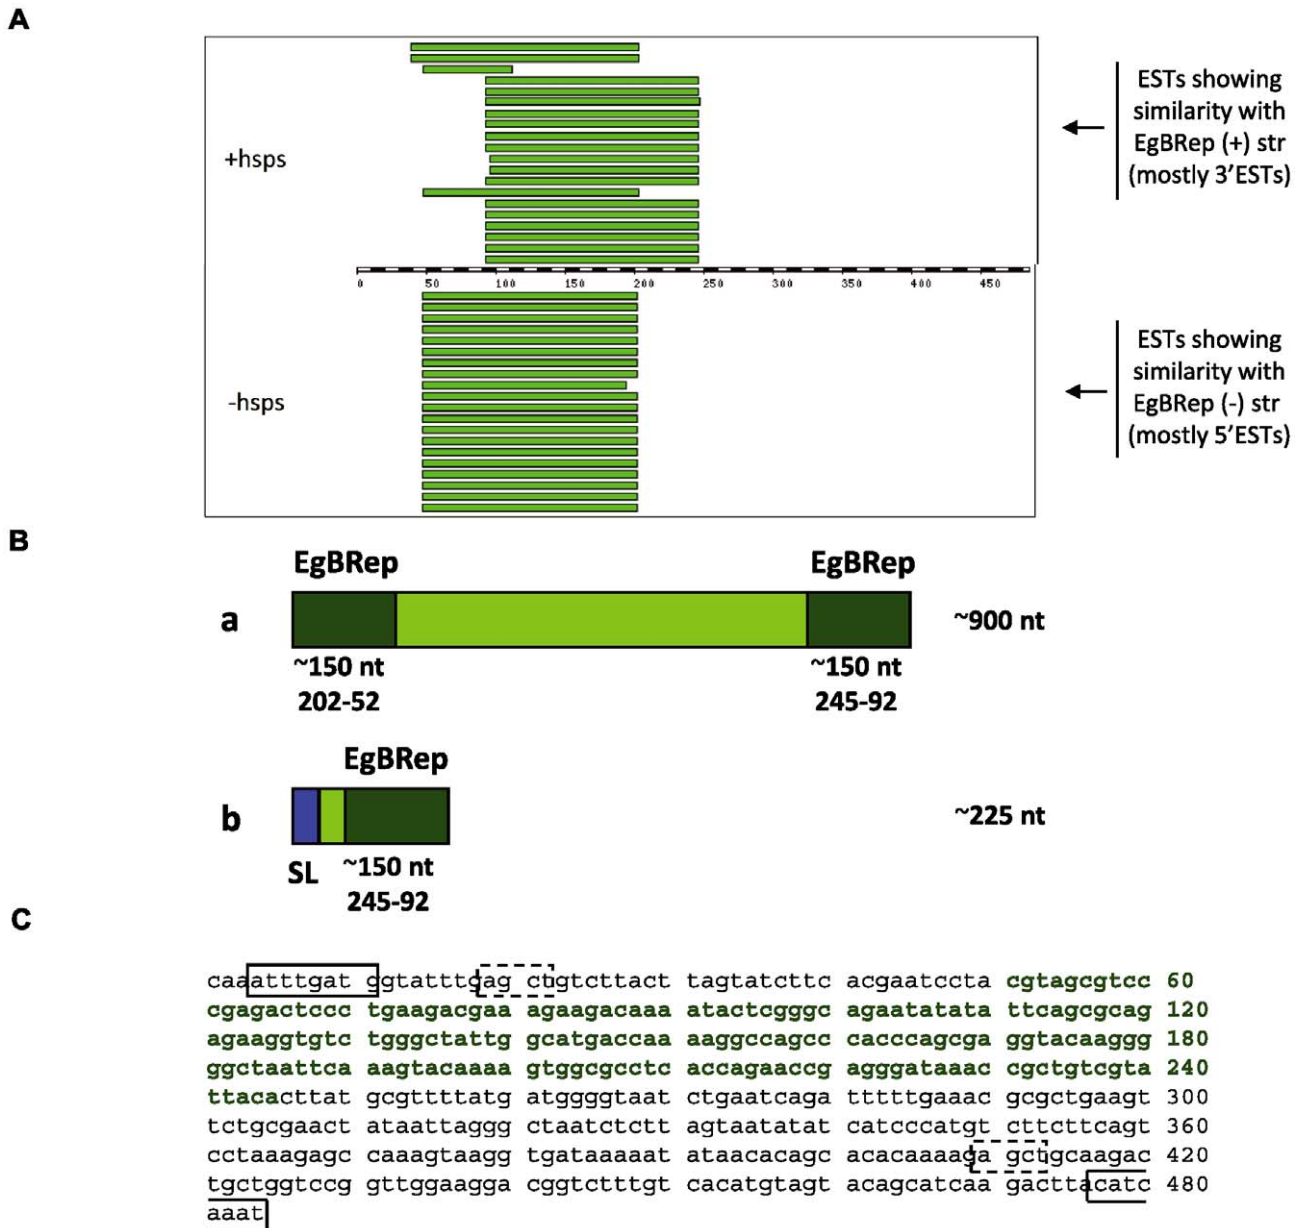 A
+hsps
ESTs showing
similarity with
EgBRep (+) str
(mostly 3'ESTs)
0 50 100 150 200 250 300 350 400 450
-hsps
ESTs showing
similarity with
EgBRep (-) str
(mostly 5'ESTs)
B
EgBRep EgBRep
a ~900 nt
~150 nt ~150 nt
202-52 245-92
EgBRep
b ~225 nt
SL ~150 nt
245-92
C
caaatttgat ggtatttgag ctgtcttact tagtatcttc acgaatccta cgtagcgtcc 60
cgagactccc tgaagacgaa agaagacaaa atactcgggc agaatatata ttcagcgcag 120
agaaggtgtc tgggctattg gcatgaccaa aaggccagcc cacccagcga ggtacaaggg 180
ggctaattca aagtacaaaa gtggcgcctc accagaaccg agggataaac cgctgtcgta 240
ttacacttat gcgttttatg atggggtaat ctgaatcaga tttttgaaac gcgctgaagt 300
tctgcgaact ataattaggg ctaatctctt agtaatatat catcccatgt cttcttcagt 360
cctaaagagc caaagtaagg tgataaaaat ataacacagc acacaaaaga gctgcaagac 420
tgctggtccg gttggaagga cggtctttgt cacatgtagt acagcatcaa gacttacatc 480
aaat